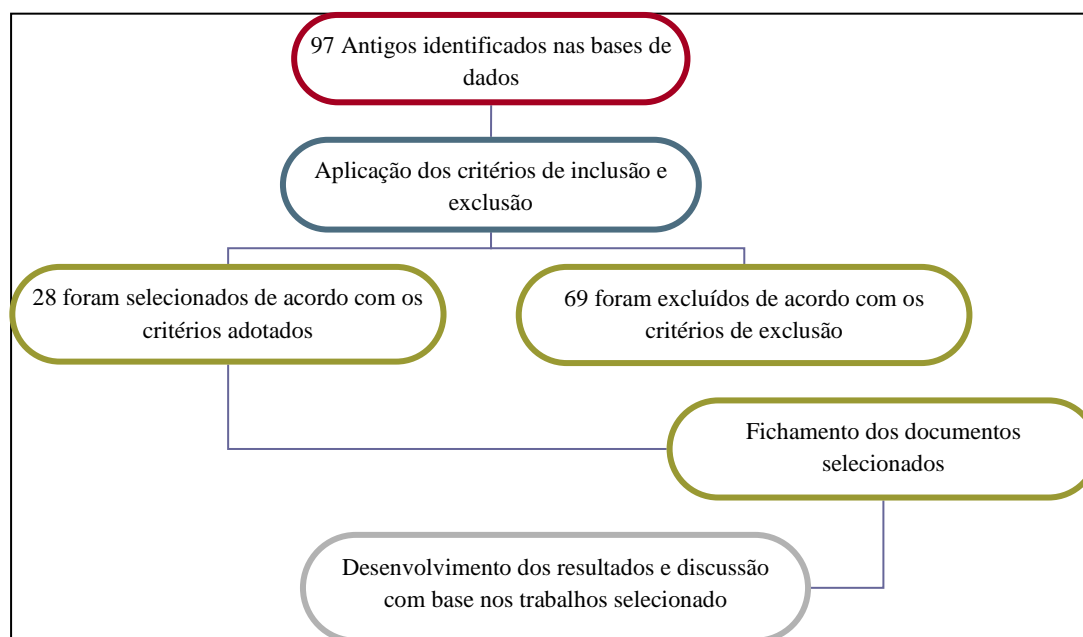 97 Antigos identificados nas bases de
dados
Aplicação dos critérios de inclusão e
exclusão
28 foram selecionados de acordo com os
critérios adotados
69 foram excluídos de acordo com os
critérios de exclusão
Fichamento dos documentos
selecionados
Desenvolvimento dos resultados e discussão
com base nos trabalhos selecionado